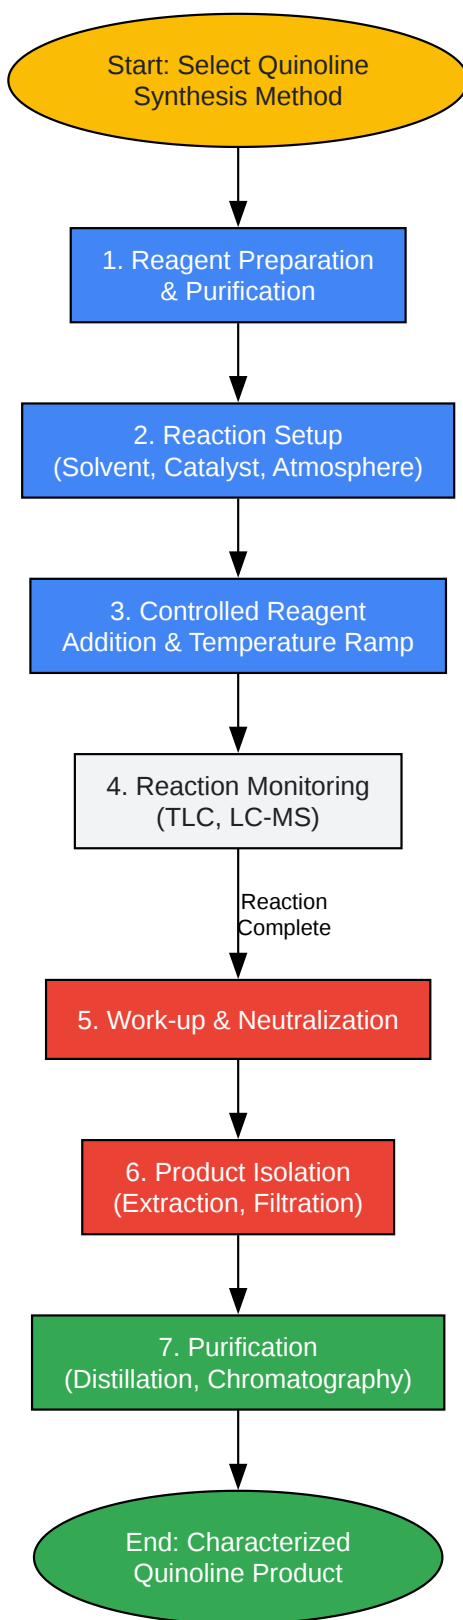 Start: Select Quinoline
Synthesis Method
1. Reagent Preparation
& Purification
2. Reaction Setup
(Solvent, Catalyst, Atmosphere)
3. Controlled Reagent
Addition & Temperature Ramp
4. Reaction Monitoring
(TLC, LC-MS)
Reaction
Complete
5. Work-up & Neutralization
6. Product Isolation
(Extraction, Filtration)
7. Purification
(Distillation, Chromatography)
End: Characterized
Quinoline Product